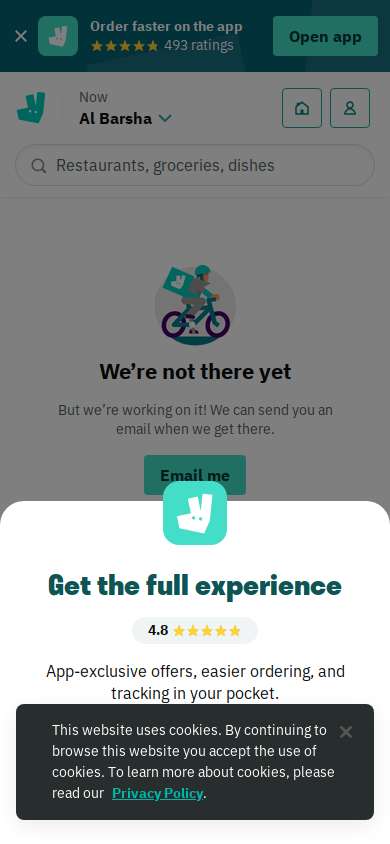 Order faster on the app
493 ratings
Open app
Now
Al Barsha
Restaurants, groceries, dishes
We’re not there yet
But we’re working on it! We can send you an
email when we get there.
Email me
Get the full experience
4.8
App-exclusive offers, easier ordering, and
tracking in your pocket.
This website uses cookies. By continuing to
browse this website you accept the use of
cookies. To learn more about cookies, please
read our Privacy Policy.